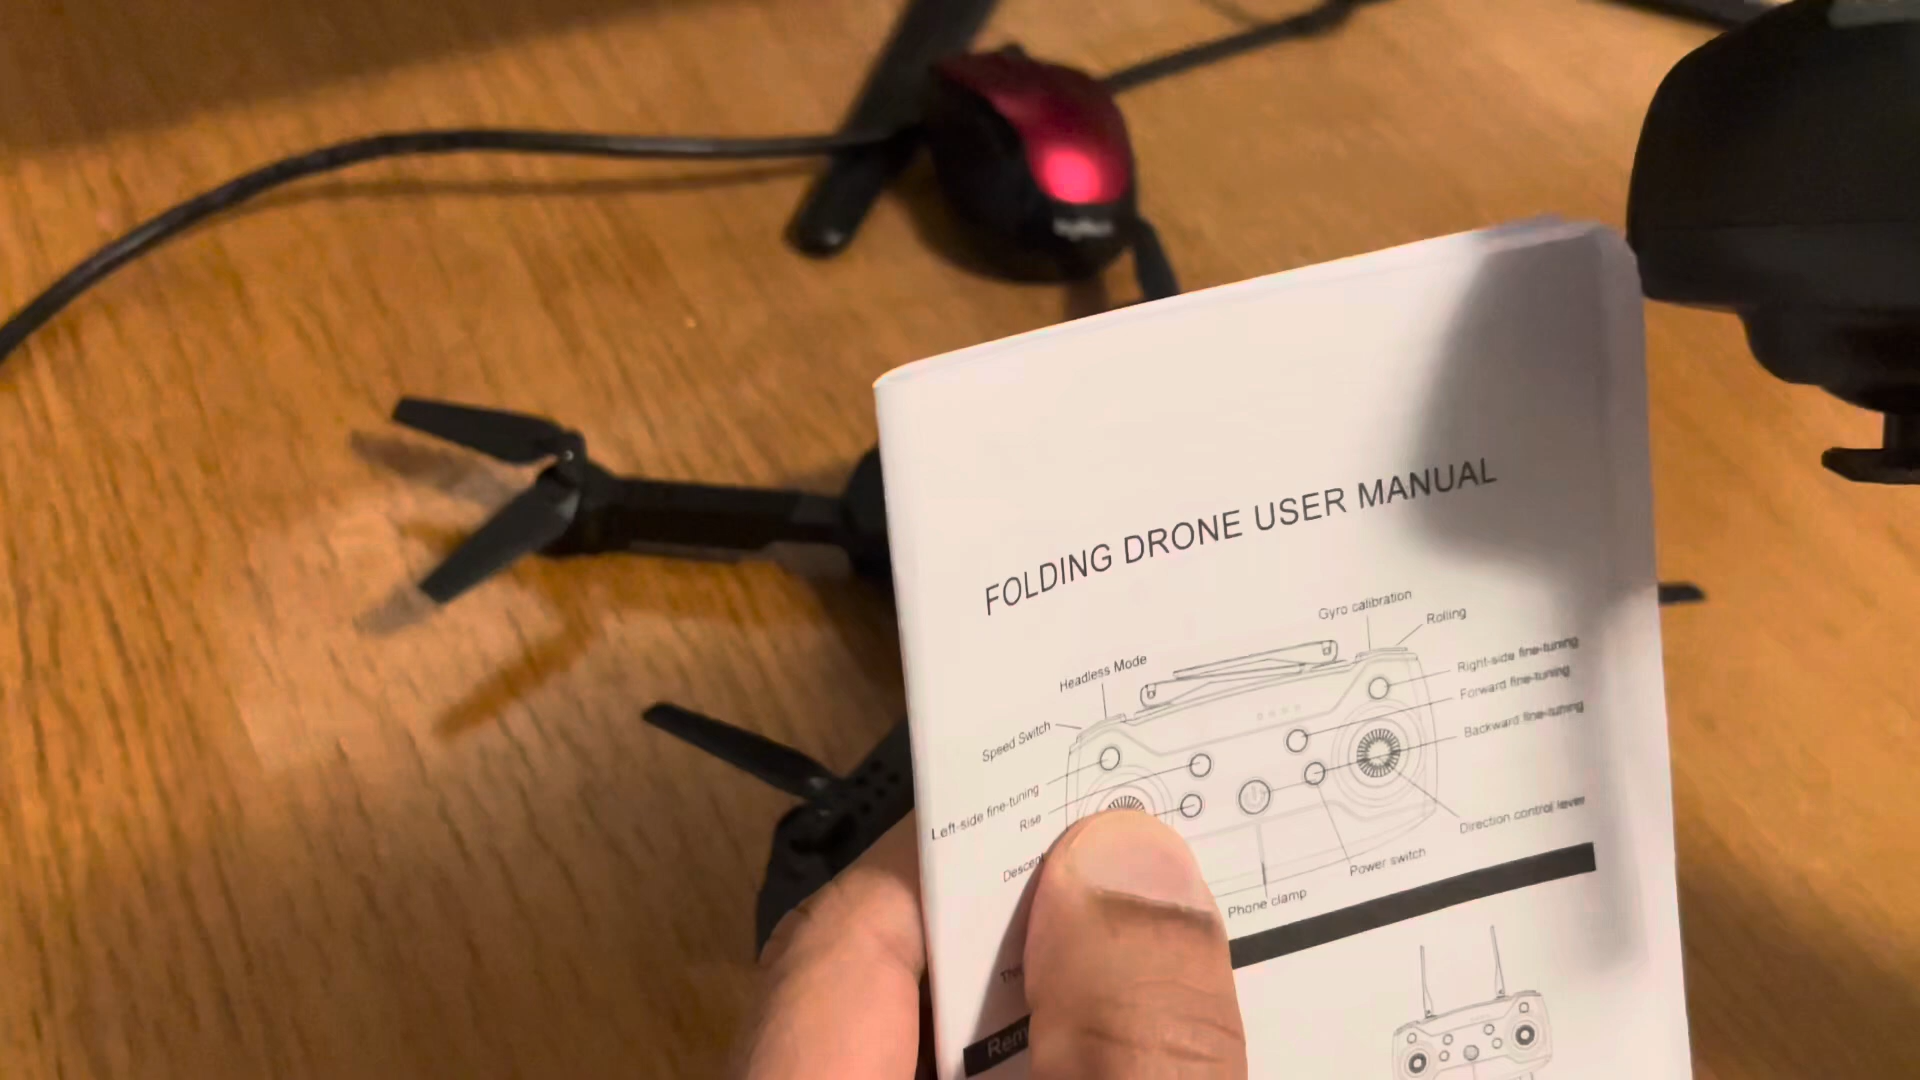 FOLDING DRONE USER MANUAL
Gyro calibration
Rolling
Headless Mode
Right-side fine-tuning
Forward fine-tuning
Speed Switch
Backward fine-tuning
Left-side fine-tuning
Rise
Direction control lever
Power switch
Phone clamp